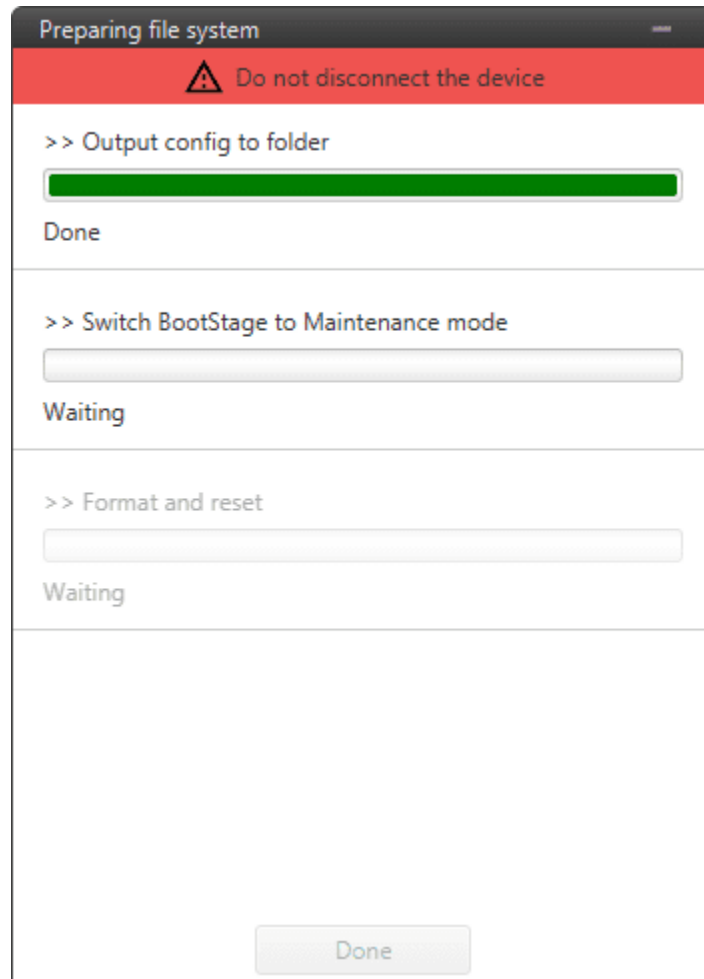 Preparing file system
Do not disconnect the device
>> Output config to folder
Done
>> Switch BootStage to Maintenance mode
Waiting
>> Format and reset
Waiting
Done